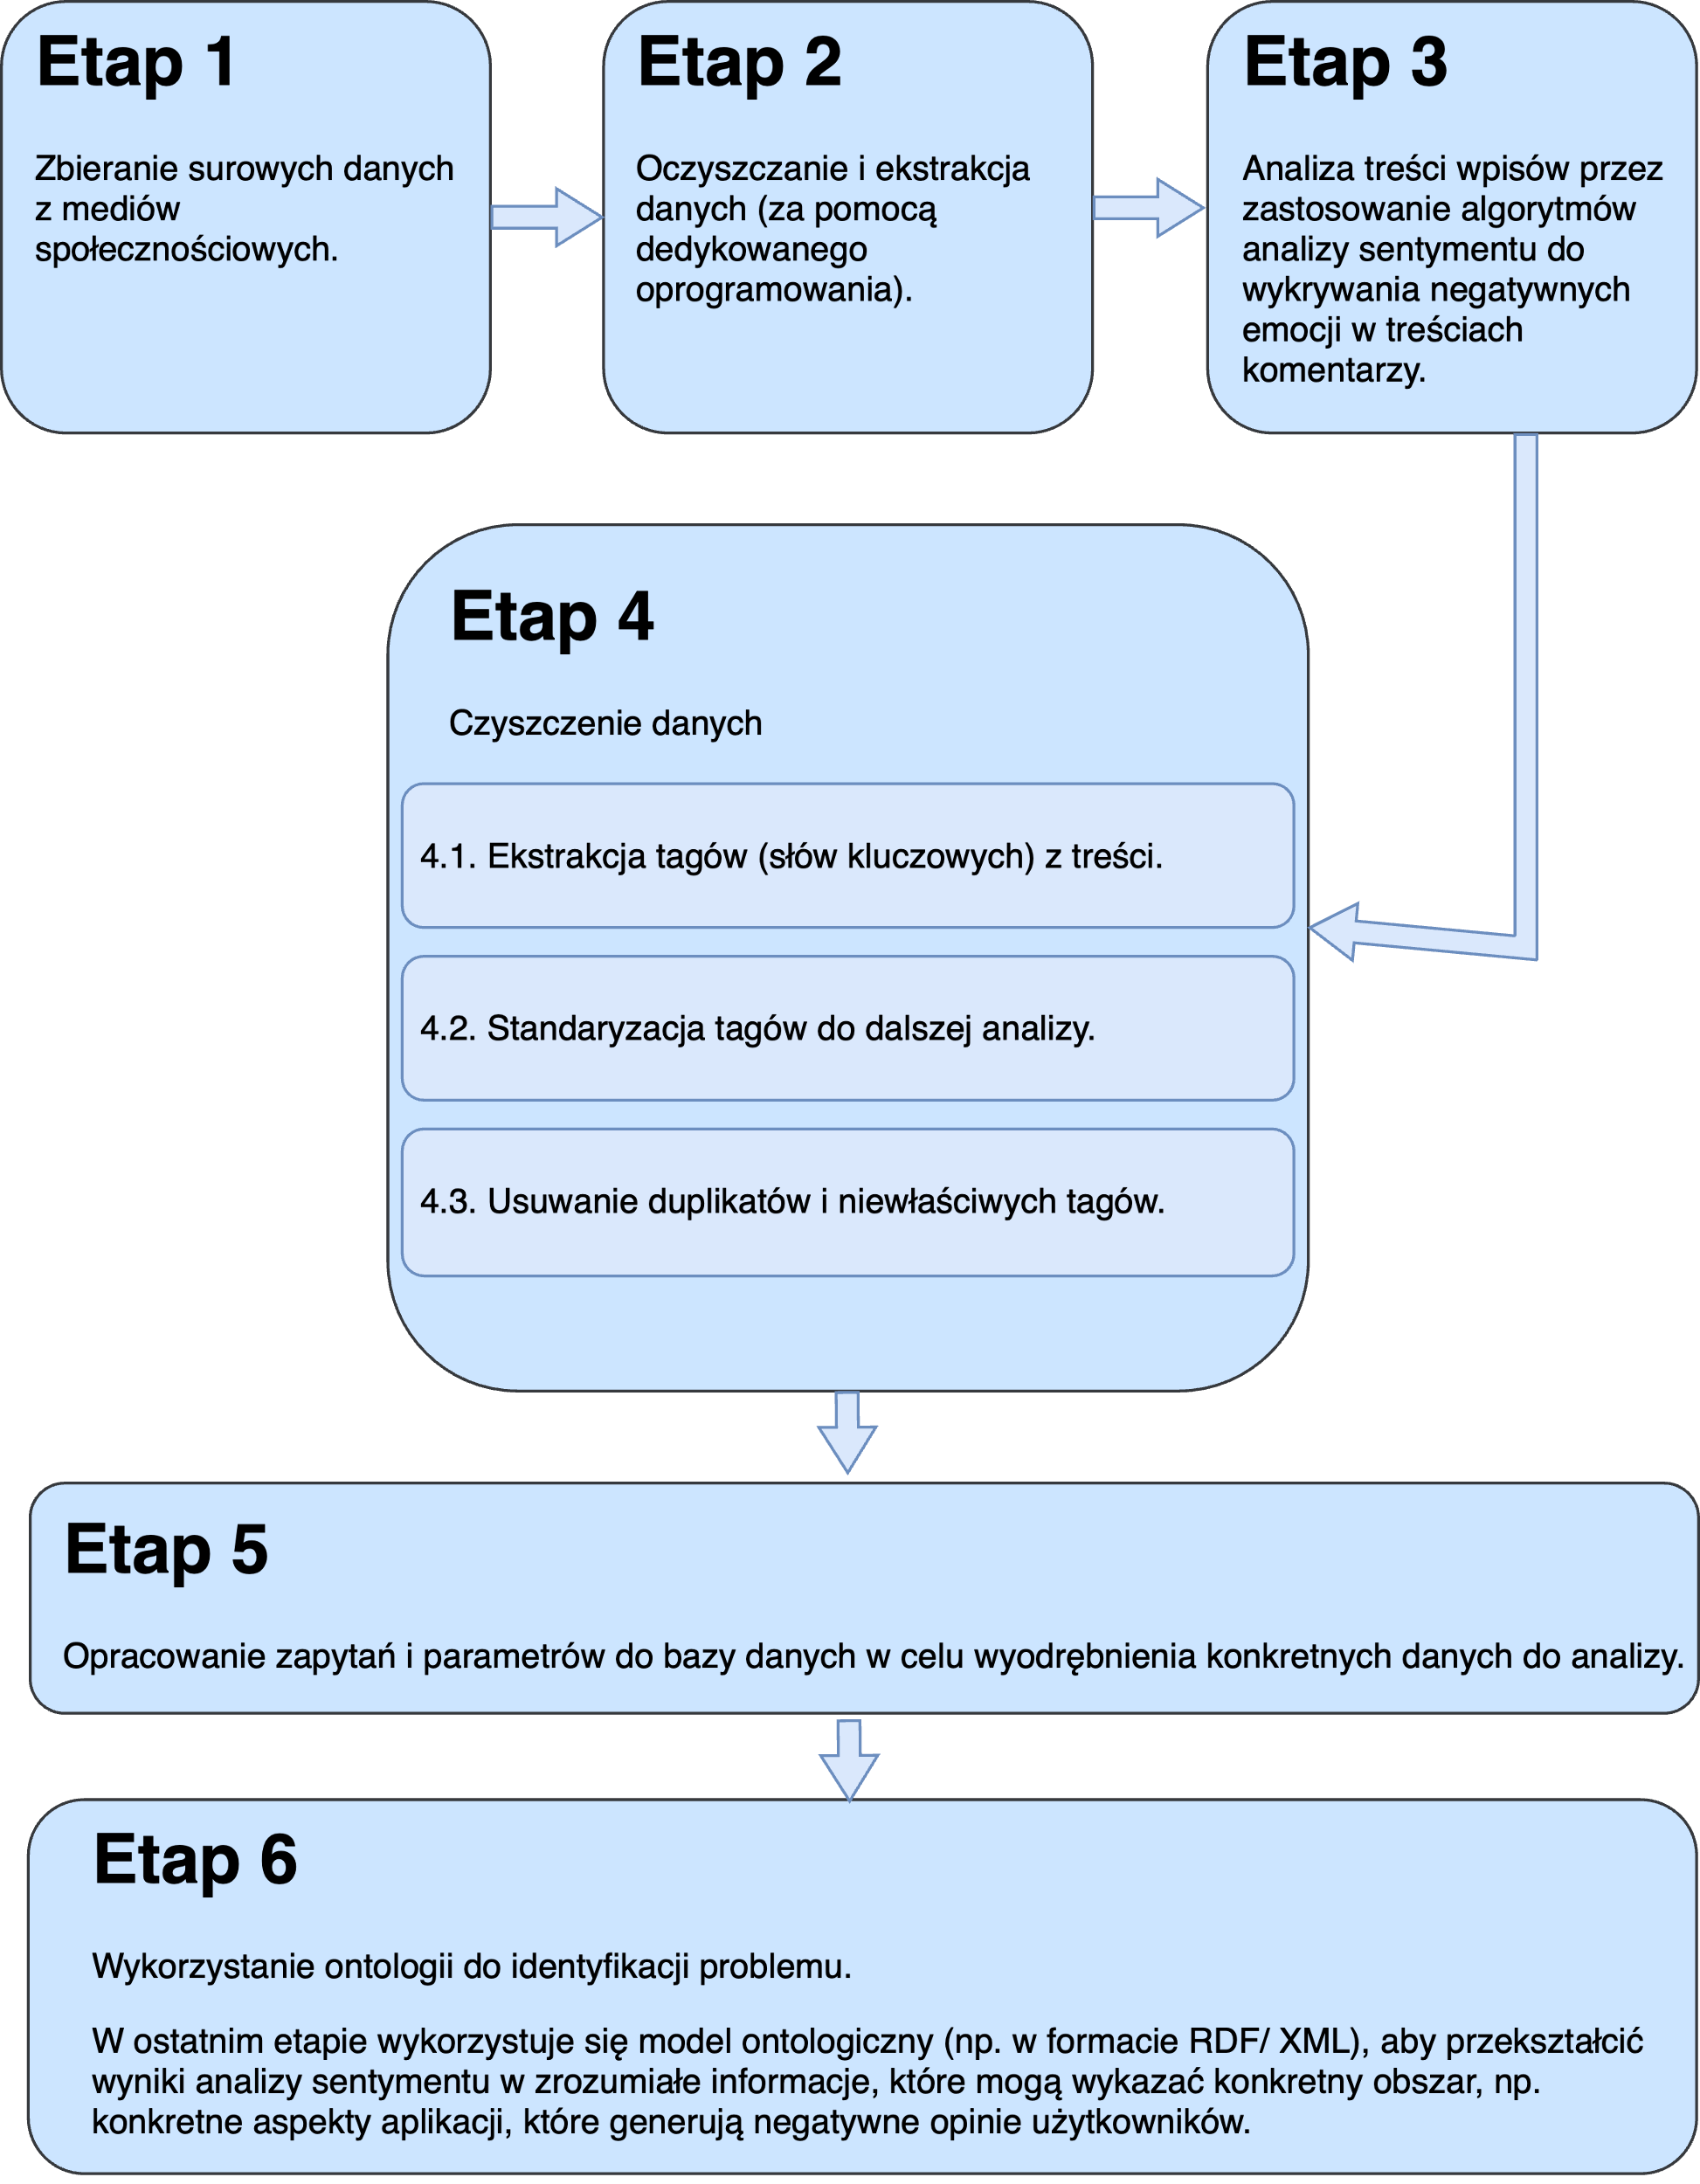 Etap 1
Zbieranie surowych danych
z mediów
społecznościowych.
Etap 2
Oczyszczanie i ekstrakcja
danych (za pomocą
dedykowanego
oprogramowania).
Etap 3
Analiza treści wpisów przez
zastosowanie algorytmów
analizy sentymentu do
wykrywania negatywnych
emocji w treściach
komentarzy.
Etap 4
Czyszczenie danych
4.1. Ekstrakcja tagów (słów kluczowych) z treści.
4.2. Standaryzacja tagów do dalszej analizy.
4.3. Usuwanie duplikatów i niewłaściwych tagów.
Etap 5
Opracowanie zapytań i parametrów do bazy danych w celu wyodrębnienia konkretnych danych do analizy.
Etap 6
Wykorzystanie ontologii do identyfikacji problemu.
W ostatnim etapie wykorzystuje się model ontologiczny (np. w formacie RDF/ XML), aby przekształcić
wyniki analizy sentymentu w zrozumiałe informacje, które mogą wykazać konkretny obszar, np.
konkretne aspekty aplikacji, które generują negatywne opinie użytkowników.